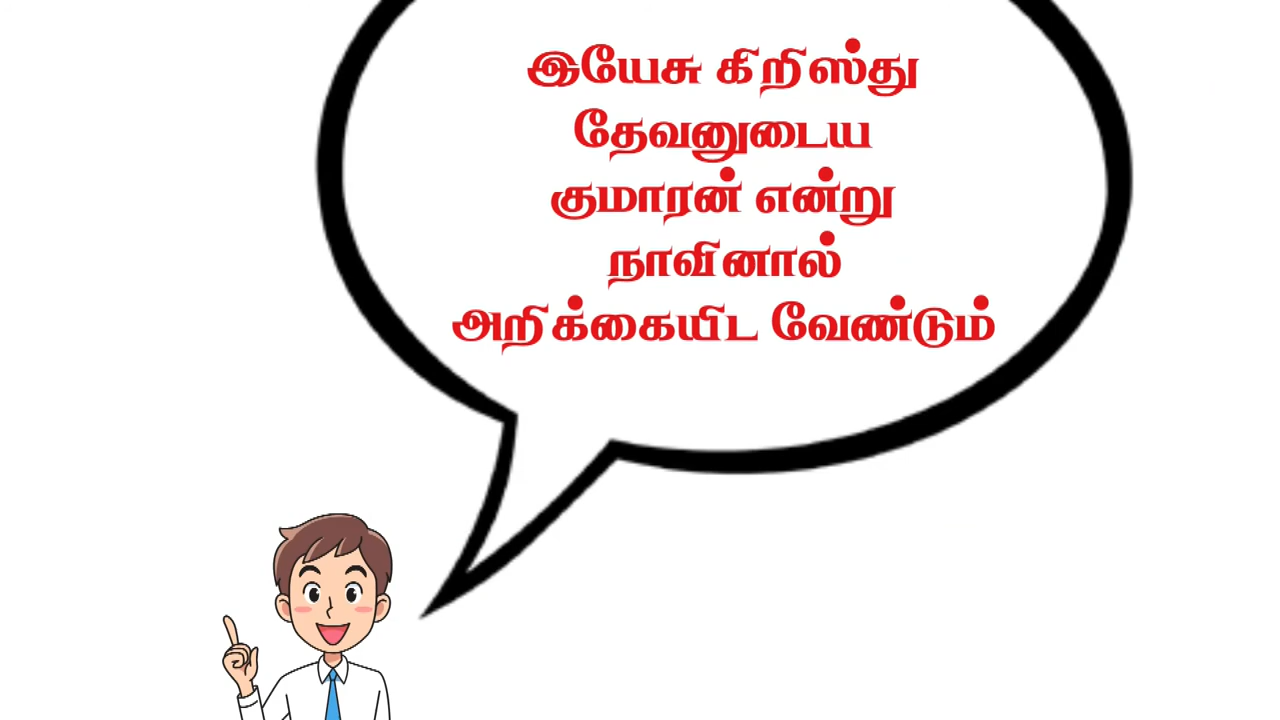 இயேசு கிறிஸ்து
தேவனுடைய
குமாரன் என்று
நாவினால்
அறிக்கையிட வேண்டும்